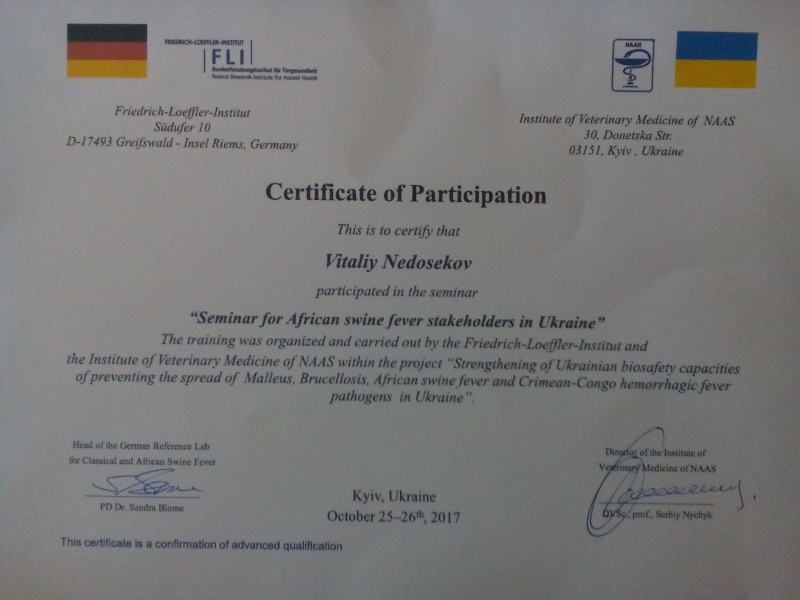 FRIEDRICH-LOEFFLER-INSTITUT
FLI
Bundesforschungsinstitut für Tiergesundheit
Federal Research Institute for Animal Health
NAAS
Friedrich-Loeffler-Institut
Südufer 10
D-17493 Greifswald - Insel Riems, Germany
Institute of Veterinary Medicine of NAAS
30, Donetska Str.
03151, Kyiv , Ukraine
Certificate of Participation
This is to certify that
Vitaliy Nedosekov
participated in the seminar
“Seminar for African swine fever stakeholders in Ukraine”
The training was organized and carried out by the Friedrich-Loeffler-Institut and
the Institute of Veterinary Medicine of NAAS within the project “Strengthening of Ukrainian biosafety capacities
of preventing the spread of Malleus, Brucellosis, African swine fever and Crimean-Congo hemorrhagic fever
pathogens in Ukraine”.
Head of the German Reference Lab
for Classical and African Swine Fever
PD Dr. Sandra Blome
Director of the Institute of
Veterinary Medicine of NAAS
DVSc., prof., Serhiy Nychyk
Kyiv, Ukraine
October 25–26th, 2017
This certificate is a confirmation of advanced qualification